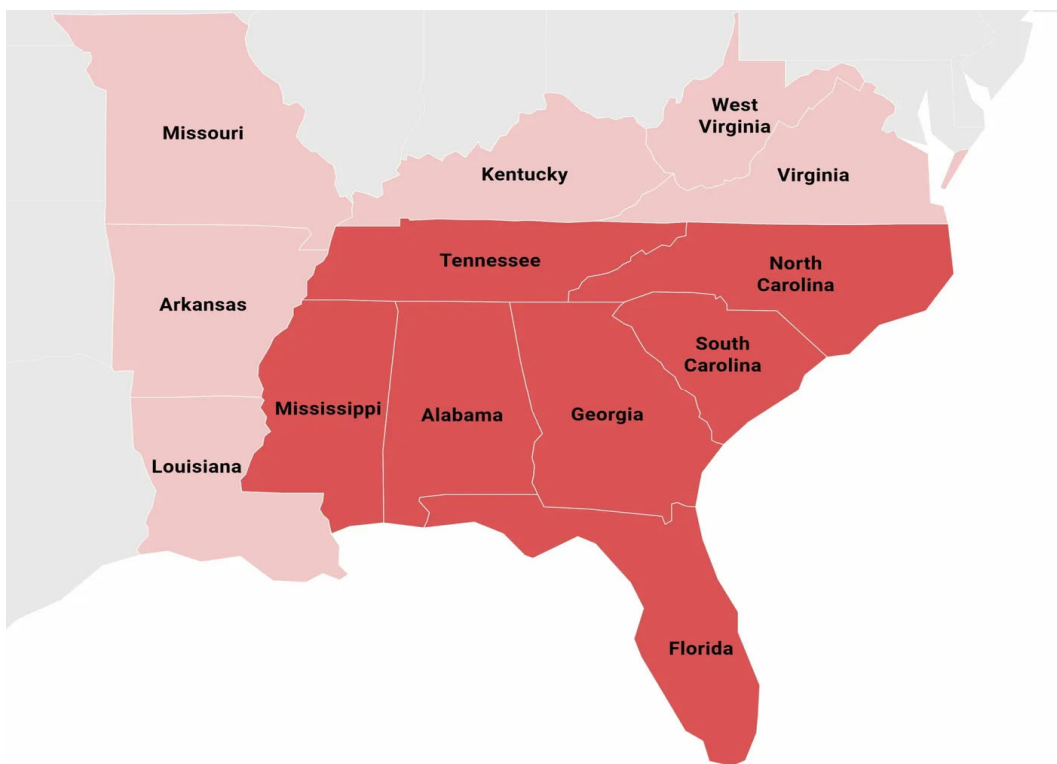 West
Virginia
Missouri
Kentucky
Virginia
Tennessee
North
Carolina
Arkansas
South
Carolina
Mississippi
Alabama
Georgia
Louisiana
Florida